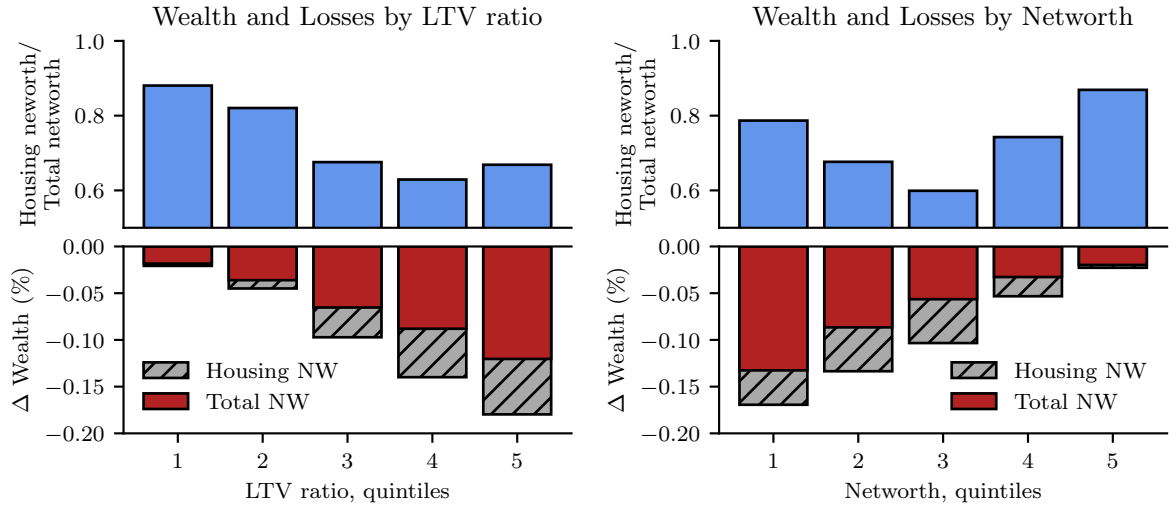 Wealth and Losses by LTV ratio
Housing neworth/
Total networth
1.0
0.8
0.6
0.00
−0.05
−0.10
−0.15
−0.20
Δ Wealth (%)
Housing NW
Total NW
1 2 3 4 5
LTV ratio, quintiles
Wealth and Losses by Networth
Housing neworth/
Total networth
1.0
0.8
0.6
0.00
−0.05
−0.10
−0.15
−0.20
Δ Wealth (%)
Housing NW
Total NW
1 2 3 4 5
Networth, quintiles